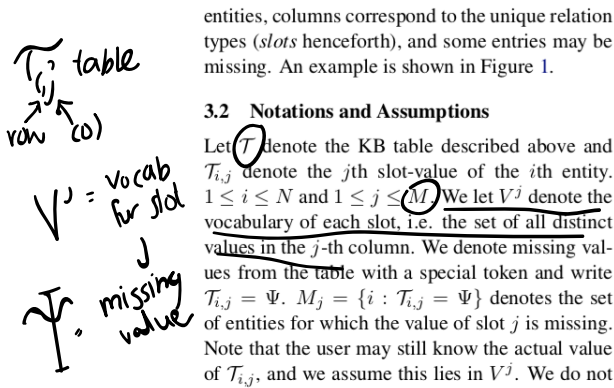 entities, columns correspond to the unique relation
types (slots henceforth), and some entries may be
missing. An example is shown in Figure 1.
3.2 Notations and Assumptions
Let T denote the KB table described above and
T_{i,j} denote the jth slot-value of the ith entity.
1 ≤ i ≤ N and 1 ≤ j ≤ M. We let V^j denote the
vocabulary of each slot, i.e. the set of all distinct
values in the j-th column. We denote missing val-
ues from the table with a special token and write
T_{i,j} = Ψ. M_j = {i : T_{i,j} = Ψ} denotes the set
of entities for which the value of slot j is missing.
Note that the user may still know the actual value
of T_{i,j}, and we assume this lies in V^j. We do not
T_{i,j} table
row col
V^j = vocab
for slot
j
Ψ = missing
value